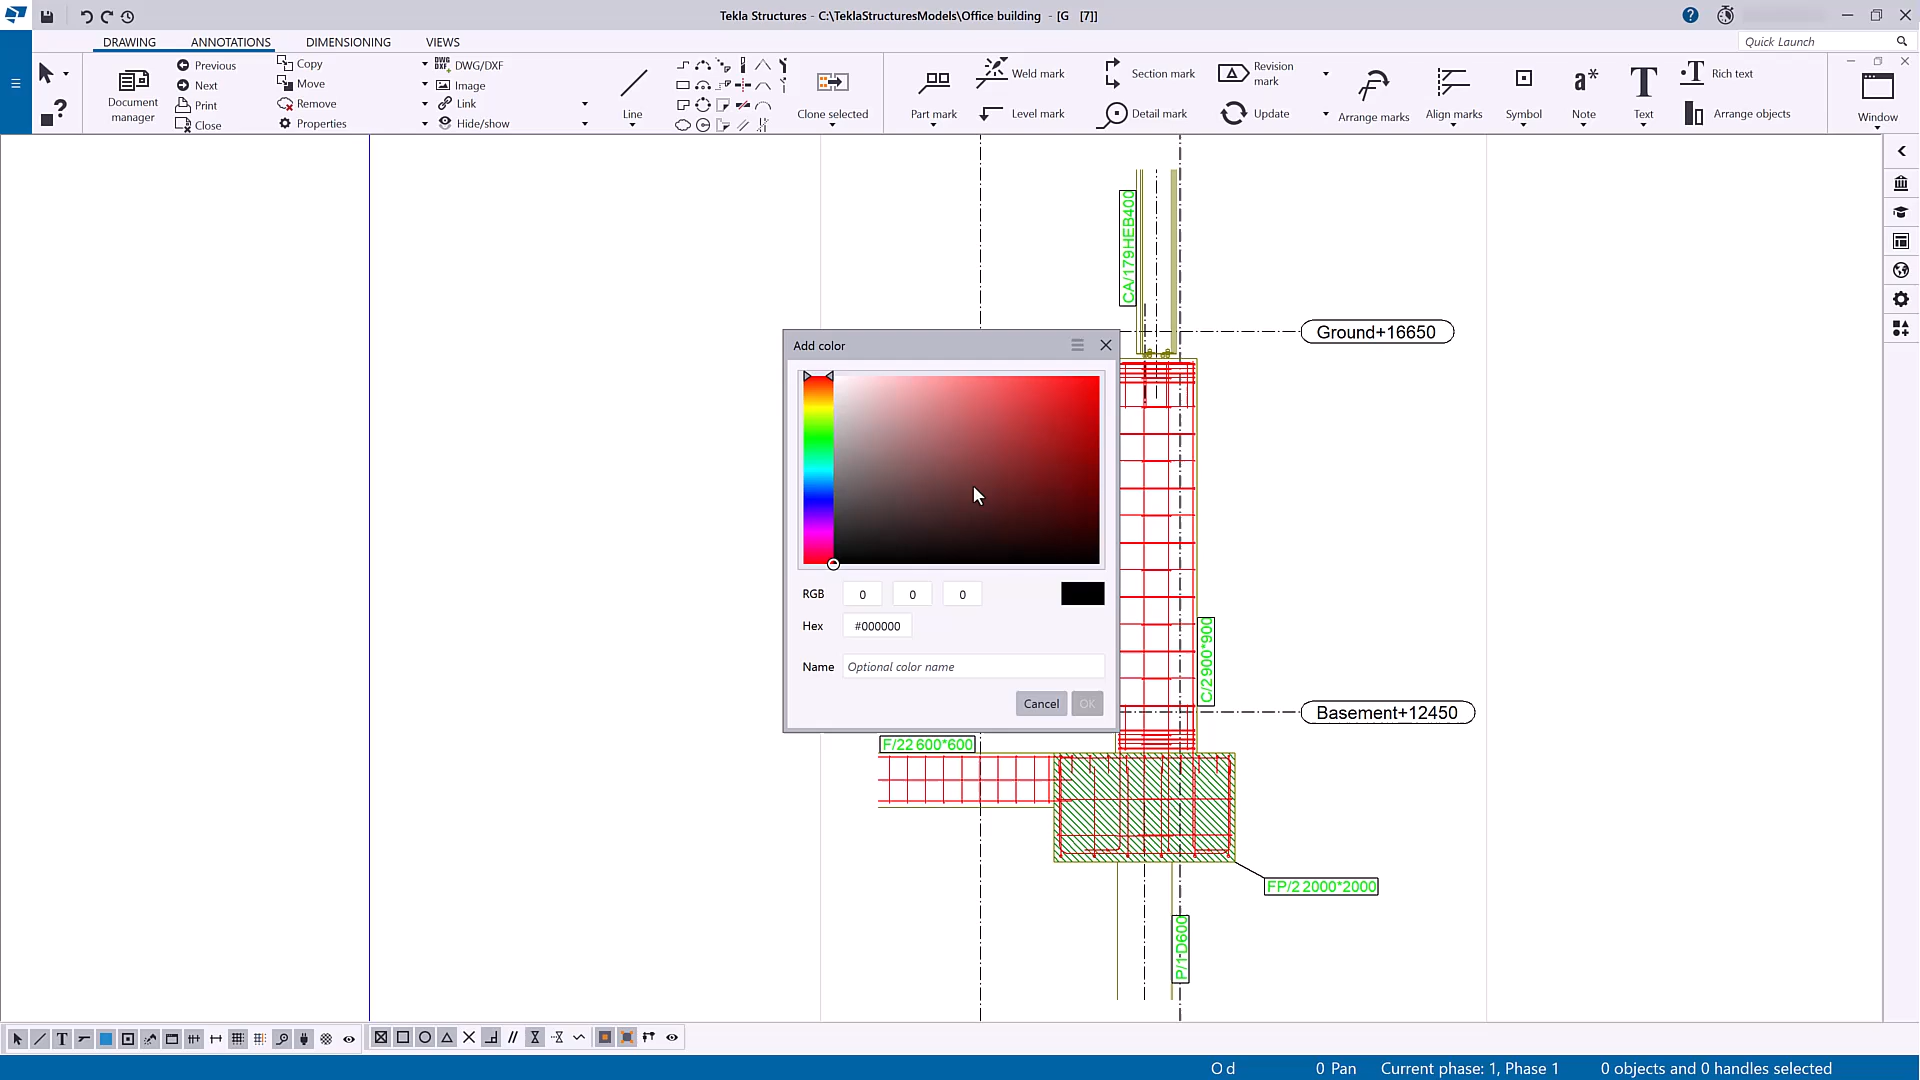 Tekla Structures - C:\TeklaStructuresModels\Office building - [G [7]]
DRAWING ANNOTATIONS DIMENSIONING VIEWS
Quick Launch
Document manager
Previous
Next
Print
Close
Copy
Move
Remove
Properties
DWG/DXF
Image
Link
Hide/show
Line
Clone selected
Part mark
Weld mark
Level mark
Section mark
Detail mark
Revision mark
Update
Arrange marks
Align marks
Symbol
Note
Text
Rich text
Arrange objects
Window
CA/179HEB400
Ground+16650
Add color
RGB 0 0 0
Hex #000000
Name Optional color name
Cancel OK
C/2900*900
Basement+12450
F/22 600*600
FP/2 2000*2000
P/1 D600
O d 0 Pan Current phase: 1, Phase 1 0 objects and 0 handles selected